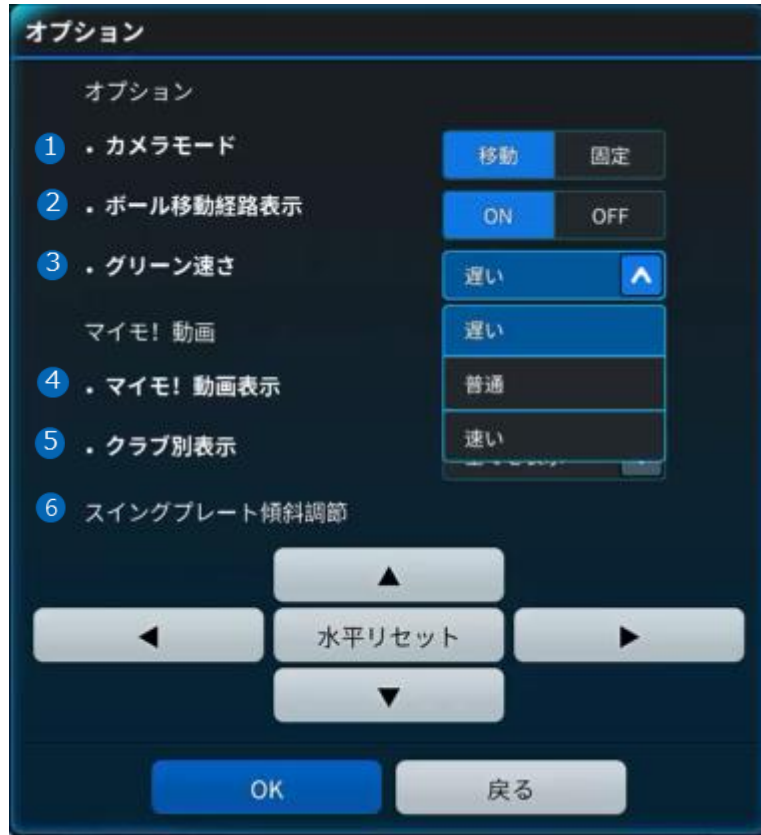 オプション
オプション
1 . カメラモード 移動 固定
2 . ボール移動経路表示 ON OFF
3 . グリーン速さ 遅い
マイモ! 動画 遅い
4 . マイモ! 動画表示 普通
5 . クラブ別表示 速い
6 スイングプレート傾斜調節
▲
◀ 水平リセット ▶
▼
OK 戻る